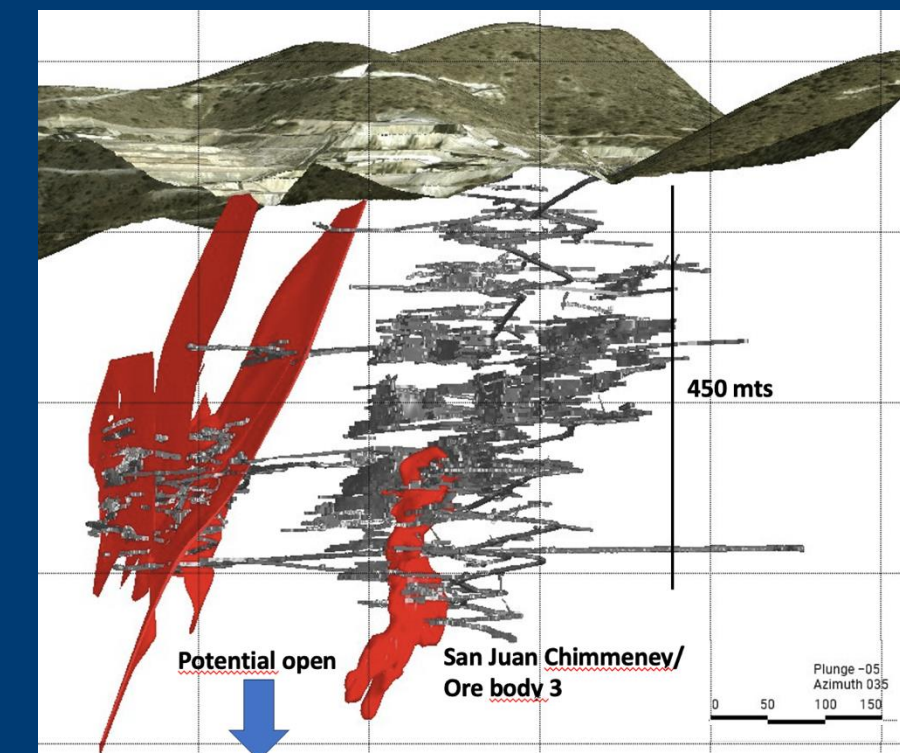 450 mts
Potential open
San Juan Chimmeney/
Ore body 3
Plunge -05
Azimuth 035
0 50 100 150